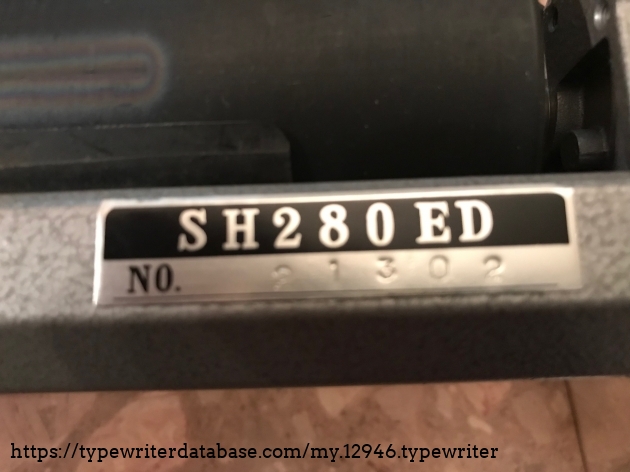 SH280ED
NO. 21302
https://typewriterdatabase.com/my.12946.typewriter